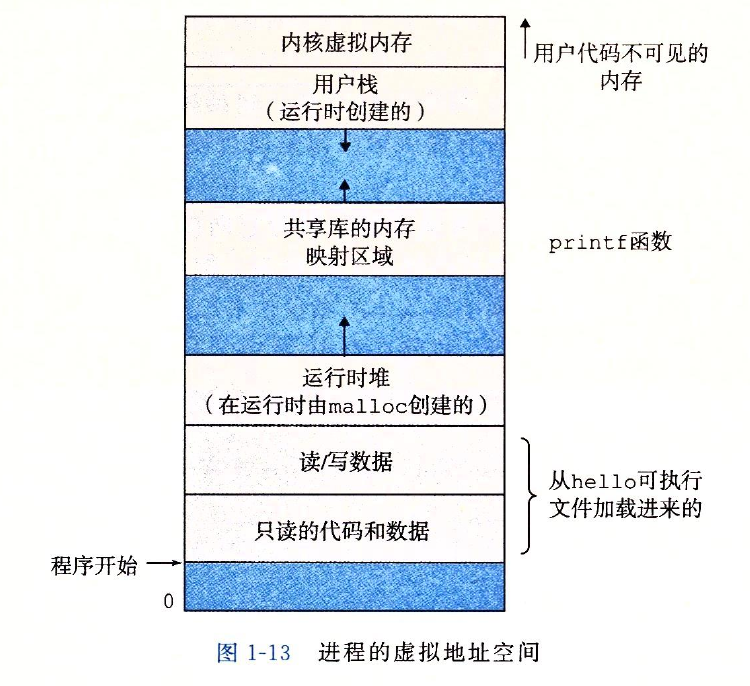 内核虚拟内存
用户代码不可见的
内存
用户栈
（运行时创建的）
共享库的内存
映射区域
printf函数
运行时堆
（在运行时由malloc创建的）
读/写数据
从hello可执行
文件加载进来的
只读的代码和数据
程序开始
0
图 1-13 进程的虚拟地址空间